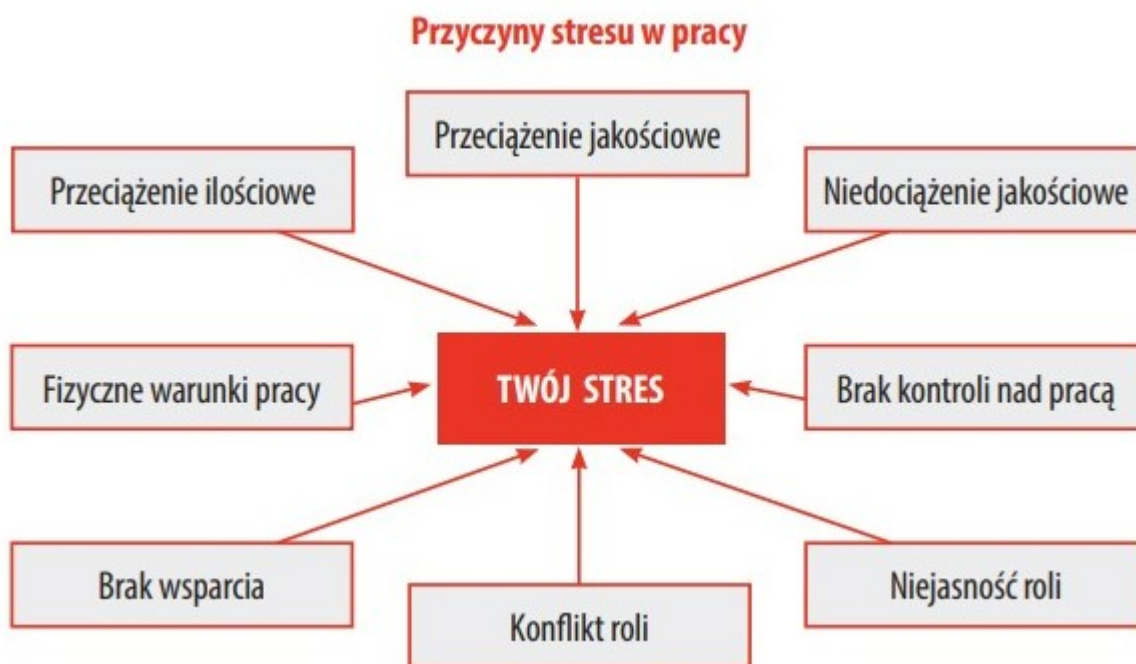 Przyczyny stresu w pracy
Przeciążenie jakościowe
Przeciążenie ilościowe
Niedociążenie jakościowe
Fizyczne warunki pracy
TWÓJ STRES
Brak kontroli nad pracą
Brak wsparcia
Konflikt roli
Niejasność roli